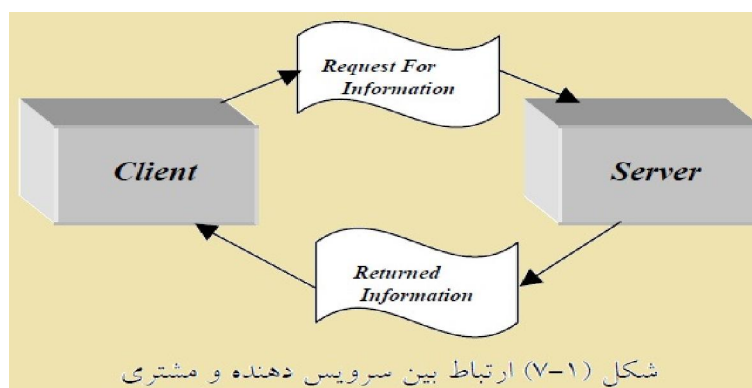 Request For
Information
Client
Server
Returned
Information
شکل (۷-۱) ارتباط بین سرویس دهنده و مشتری